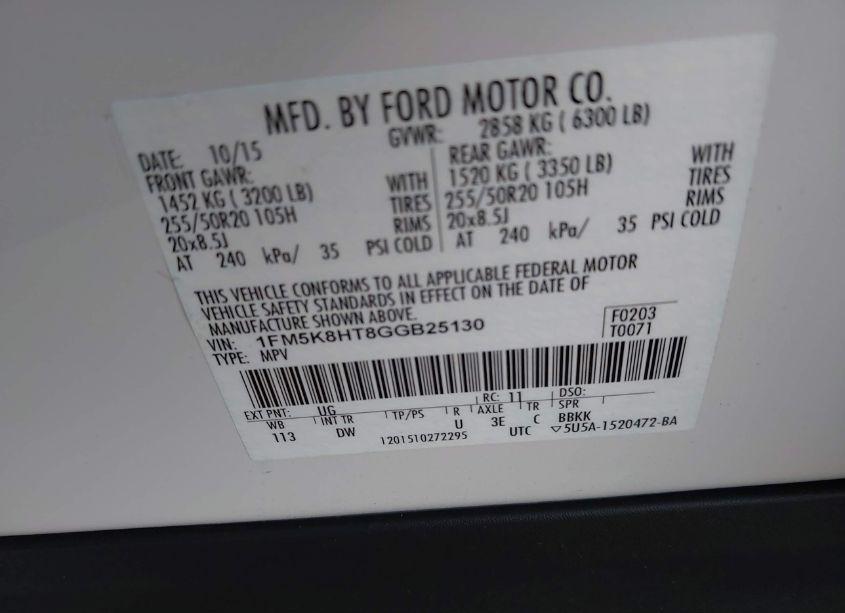 MFD. BY FORD MOTOR CO.
DATE: 10/15 GVWR: 2858 KG ( 6300 LB)
FRONT GAWR: REAR GAWR:
1452 KG ( 3200 LB) WITH 1520 KG ( 3350 LB) WITH
255/50R20 105H TIRES 255/50R20 105H TIRES
20x8.5J RIMS 20x8.5J RIMS
AT 240 kPa/ 35 PSI COLD AT 240 kPa/ 35 PSI COLD
THIS VEHICLE CONFORMS TO ALL APPLICABLE FEDERAL MOTOR
VEHICLE SAFETY STANDARDS IN EFFECT ON THE DATE OF
MANUFACTURE SHOWN ABOVE.
VIN: 1FM5K8HT8GGB25130 F0203
TYPE: MPV T0071
EXT PNT: UG RC: 11 DSO:
WB INT TR TP/PS R AXLE TR SPR
113 DW U 3E C BBKK
1201510272295 UTC ▽5U5A-1520472-BA